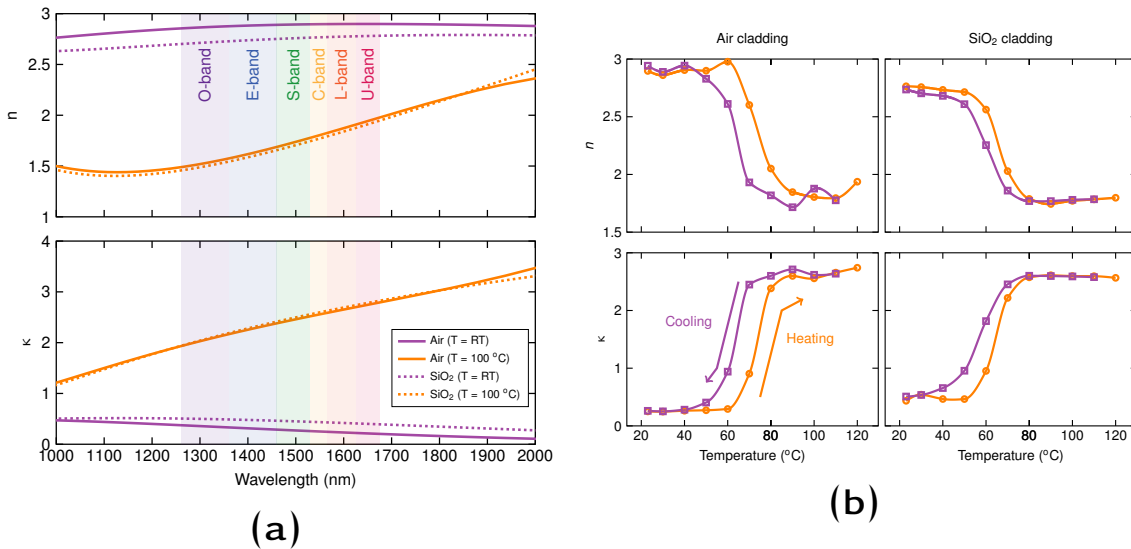 3
2.5
2
1.5
1
n
O-band
E-band
S-band
C-band
L-band
U-band
4
3
2
1
0
κ
Air (T = RT)
Air (T = 100 °C)
SiO₂ (T = RT)
SiO₂ (T = 100 °C)
1000 1100 1200 1300 1400 1500 1600 1700 1800 1900 2000
Wavelength (nm)
(a)
Air cladding SiO₂ cladding
3
2.5
2
1.5
n
3
2
1
0
κ
Cooling
Heating
20 40 60 80 100 120 20 40 60 80 100 120
Temperature (°C) Temperature (°C)
(b)